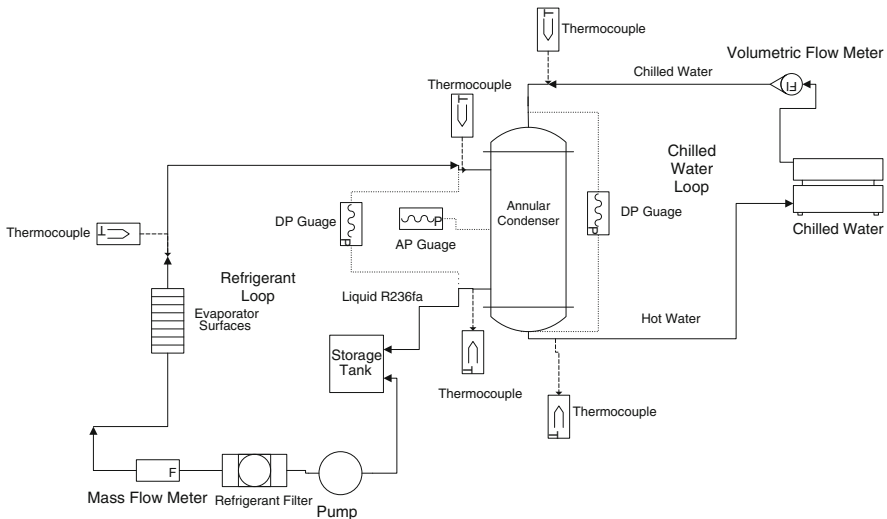 Thermocouple
Volumetric Flow Meter
Chilled Water
FI
Thermocouple
T
T
Chilled
Water
Loop
Annular
Condenser
DP Guage
P
AP Guage
P
DP Guage
P
Chilled Water
Thermocouple
T
Refrigerant
Loop
Liquid R236fa
Evaporator
Surfaces
Hot Water
Storage
Tank
Thermocouple
T
Thermocouple
T
F
Mass Flow Meter
Refrigerant Filter
Pump